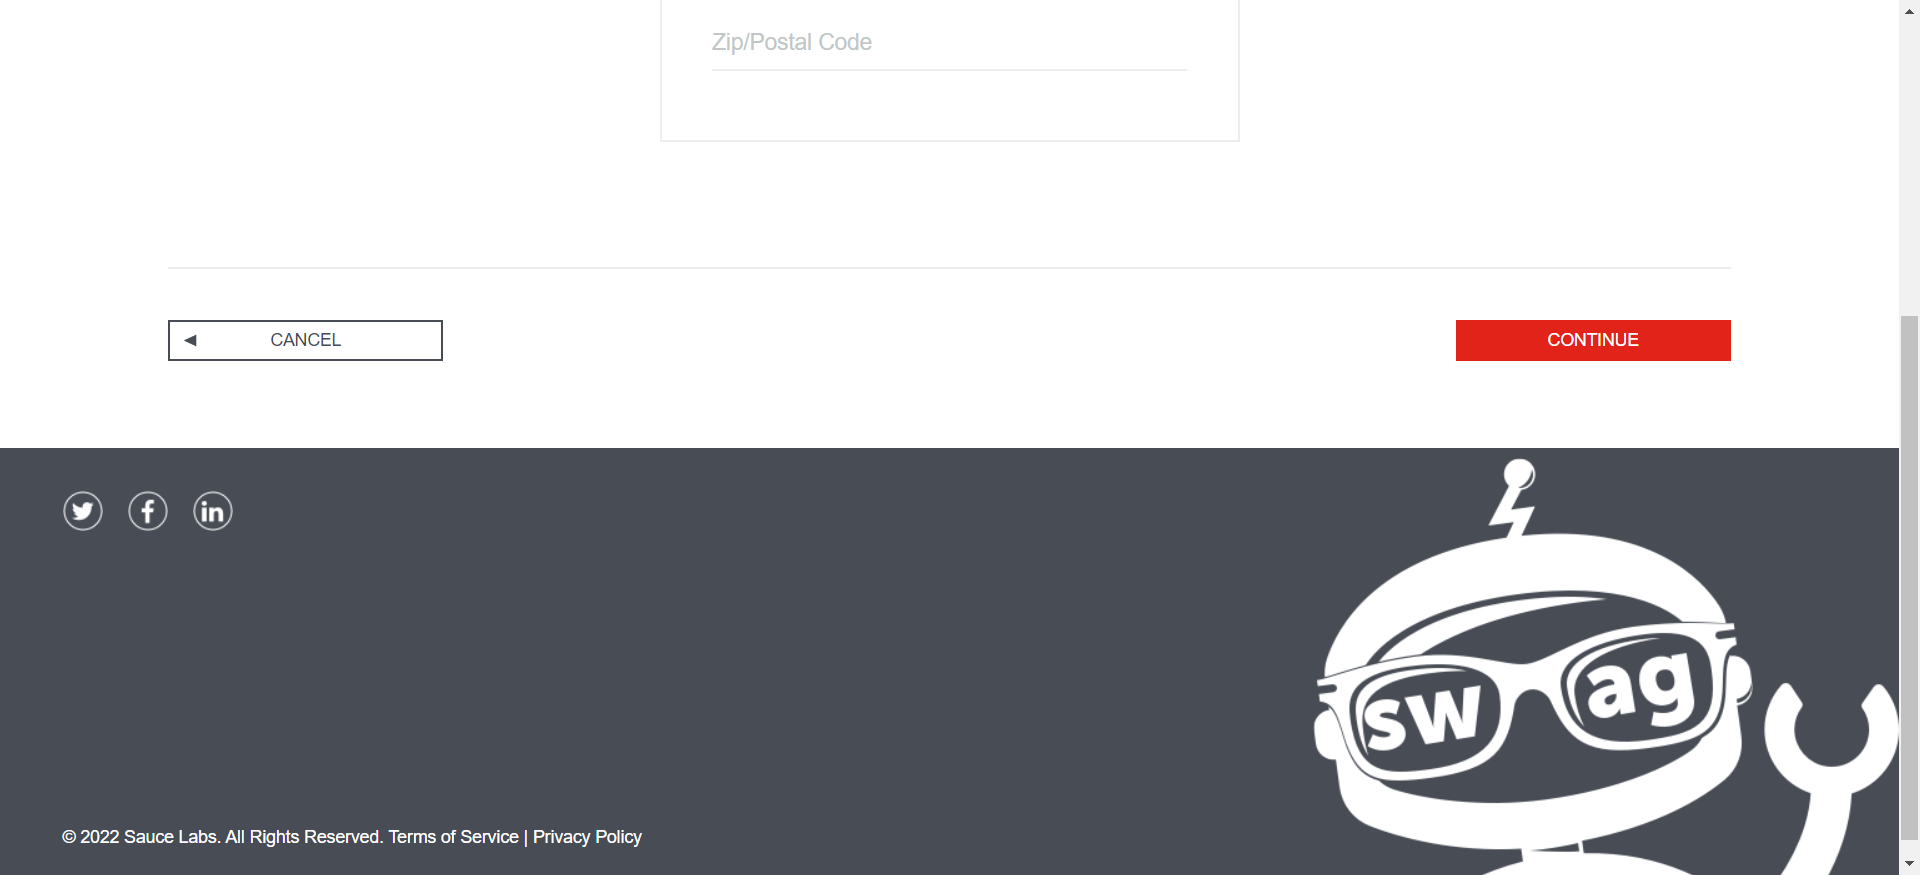 Zip/Postal Code
CANCEL
CONTINUE
sw ag
© 2022 Sauce Labs. All Rights Reserved. Terms of Service | Privacy Policy